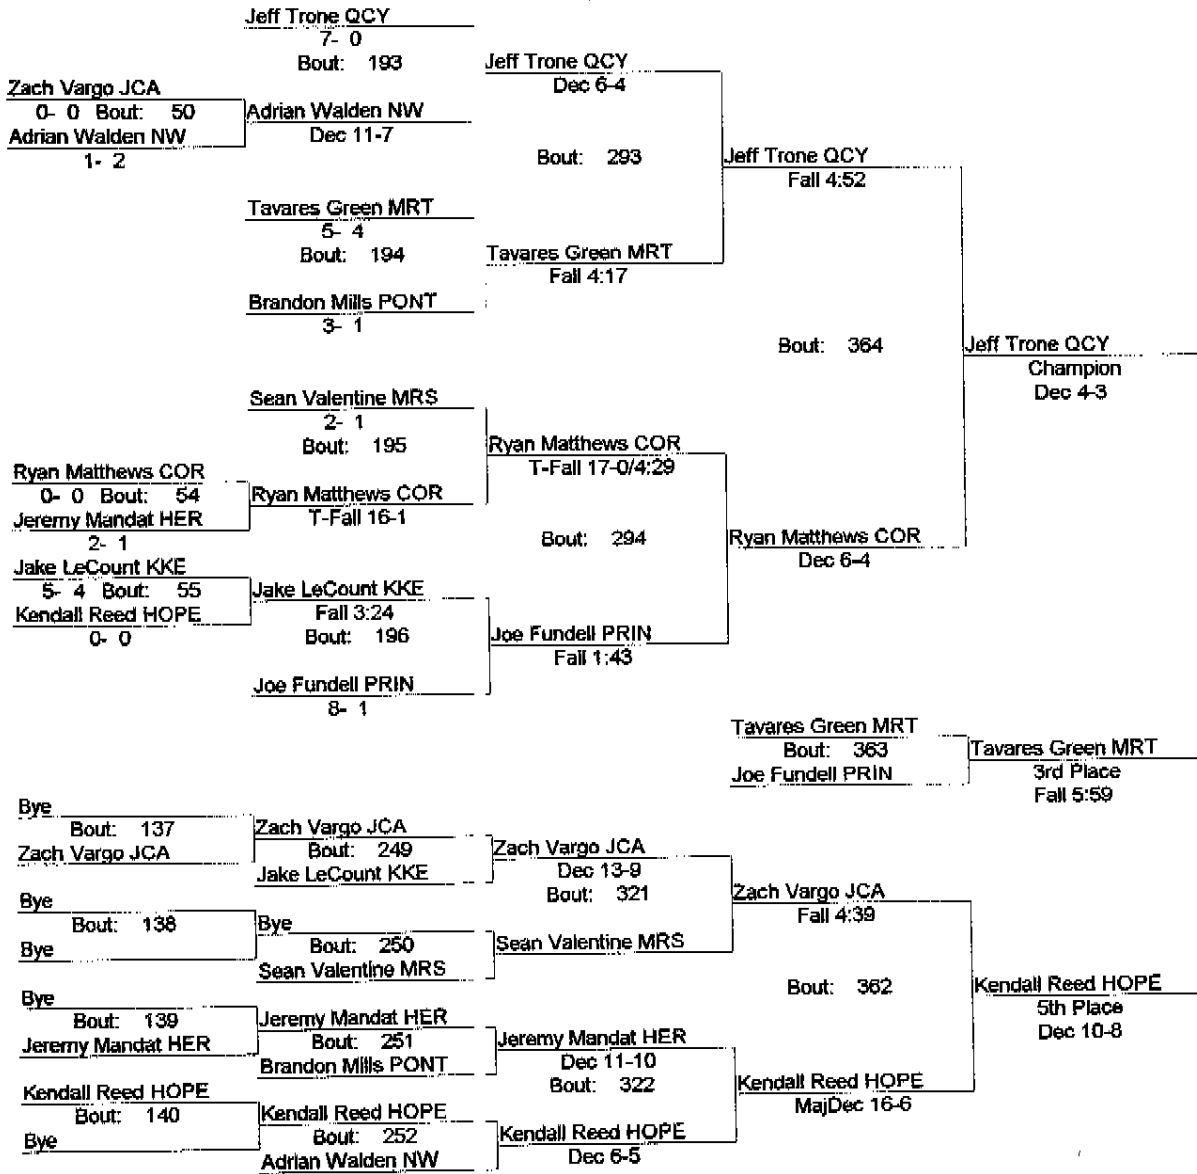 Jeff Trone QCY
7- 0
Bout: 193
Jeff Trone QCY
Dec 6-4
Zach Vargo JCA
0- 0 Bout: 50
Adrian Walden NW
Dec 11-7
Adrian Walden NW
1- 2
Bout: 293
Jeff Trone QCY
Fall 4:52
Tavares Green MRT
5- 4
Bout: 194
Tavares Green MRT
Fall 4:17
Brandon Mills PONT
3- 1
Bout: 364
Jeff Trone QCY
Champion
Dec 4-3
Sean Valentine MRS
2- 1
Bout: 195
Ryan Matthews COR
T-Fall 17-0/4:29
Ryan Matthews COR
0- 0 Bout: 54
Ryan Matthews COR
T-Fall 16-1
Jeremy Mandat HER
2- 1
Bout: 294
Ryan Matthews COR
Dec 6-4
Jake LeCount KKE
5- 4 Bout: 55
Jake LeCount KKE
Fall 3:24
Kendall Reed HOPE
0- 0
Bout: 196
Joe Fundell PRIN
Fall 1:43
Joe Fundell PRIN
8- 1
Tavares Green MRT
Bout: 363
Tavares Green MRT
Joe Fundell PRIN
3rd Place
Fall 5:59
Bye
Bout: 137
Zach Vargo JCA
Zach Vargo JCA
Bout: 249
Zach Vargo JCA
Jake LeCount KKE
Dec 13-9
Bout: 321
Zach Vargo JCA
Fall 4:39
Bye
Bout: 138
Bye
Bye
Bout: 250
Sean Valentine MRS
Sean Valentine MRS
Bout: 362
Kendall Reed HOPE
5th Place
Dec 10-8
Bye
Bout: 139
Jeremy Mandat HER
Jeremy Mandat HER
Bout: 251
Jeremy Mandat HER
Brandon Mills PONT
Dec 11-10
Bout: 322
Kendall Reed HOPE
MajDec 16-6
Kendall Reed HOPE
Bout: 140
Kendall Reed HOPE
Bye
Bout: 252
Kendall Reed HOPE
Adrian Walden NW
Dec 6-5